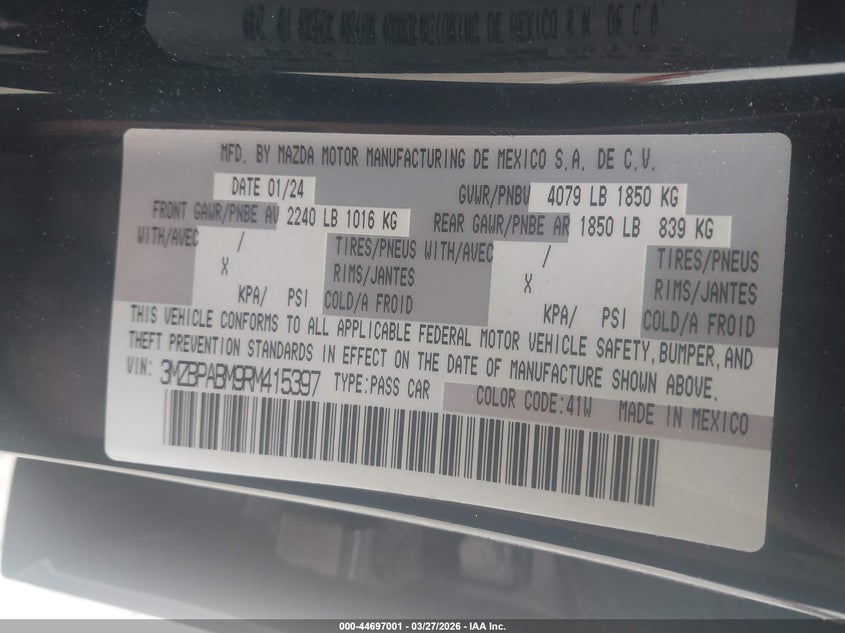 MFD. BY MAZDA MOTOR MANUFACTURING DE MEXICO S.A. DE C.V.
DATE 01/24 GVWR/PNBV 4079 LB 1850 KG
FRONT GAWR/PNBE AV 2240 LB 1016 KG REAR GAWR/PNBE AR 1850 LB 839 KG
WITH/AVEC / TIRES/PNEUS WITH/AVEC / TIRES/PNEUS
X RIMS/JANTES X RIMS/JANTES
KPA/ PSI COLD/A FROID KPA/ PSI COLD/A FROID
THIS VEHICLE CONFORMS TO ALL APPLICABLE FEDERAL MOTOR VEHICLE SAFETY, BUMPER, AND
THEFT PREVENTION STANDARDS IN EFFECT ON THE DATE OF MANUFACTURE SHOWN ABOVE.
VIN: 3MZBPABM9RM415397 TYPE:PASS CAR COLOR CODE:41W MADE IN MEXICO
000-44697001 | 03/27/2026 | IAA Inc.